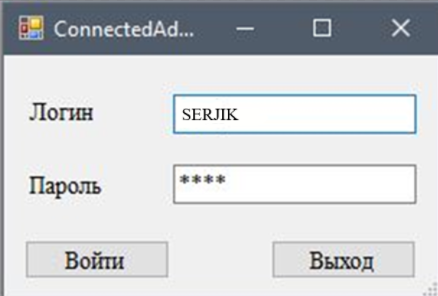 ConnectedAd...
Логин SERJIK
Пароль ****
Войти Выход